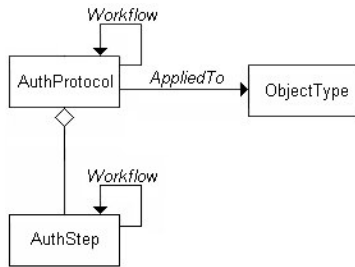 Workflow
AuthProtocol
AppliedTo
ObjectType
Workflow
AuthStep